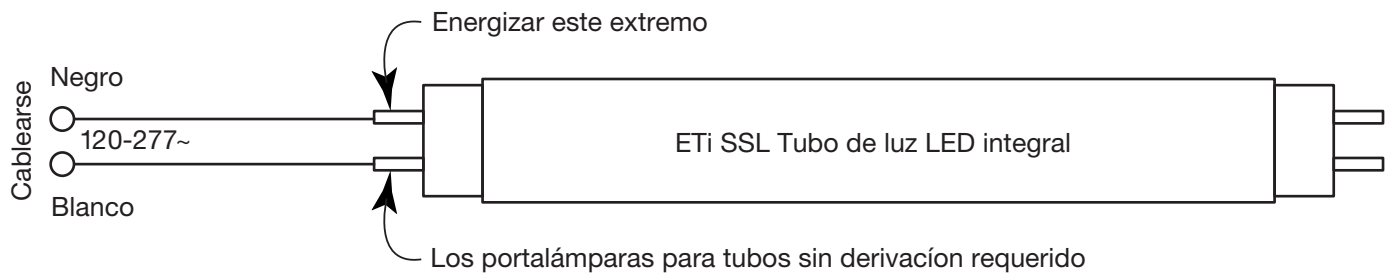 Energizar este extremo
Negro
Cablearse
120-277~
ETi SSL Tubo de luz LED integral
Blanco
Los portalámparas para tubos sin derivacíon requerido